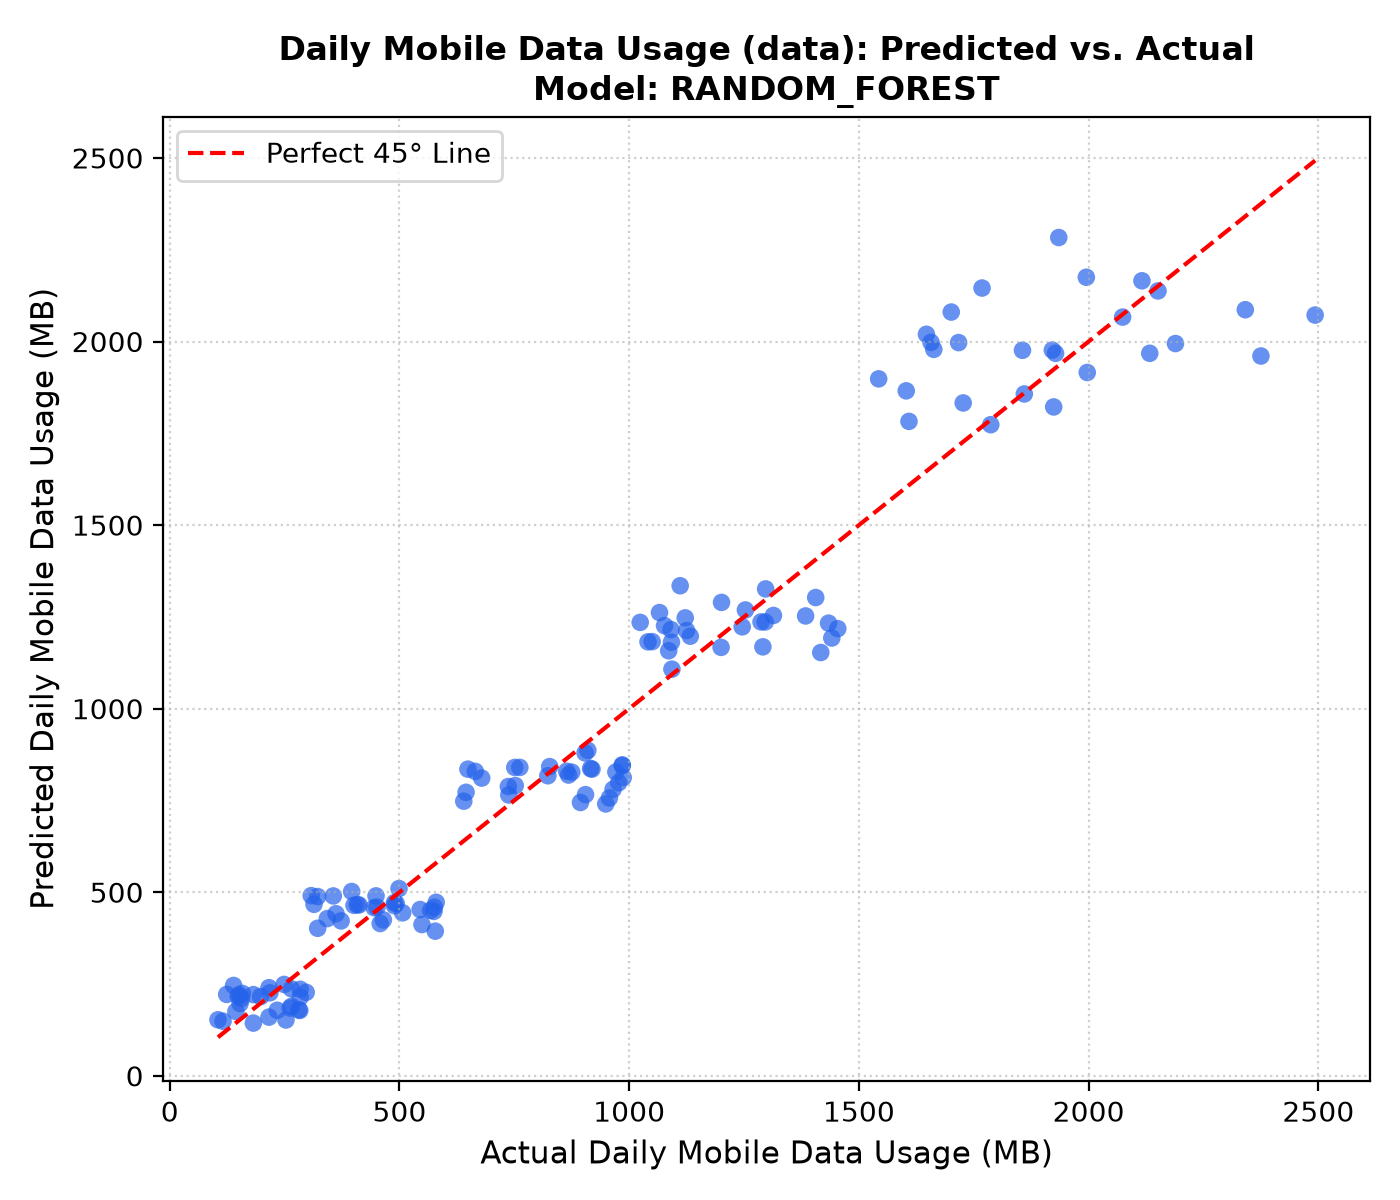 Daily Mobile Data Usage (data): Predicted vs. Actual
Model: RANDOM_FOREST
Perfect 45° Line
Predicted Daily Mobile Data Usage (MB)
2500
2000
1500
1000
500
0
0 500 1000 1500 2000 2500
Actual Daily Mobile Data Usage (MB)